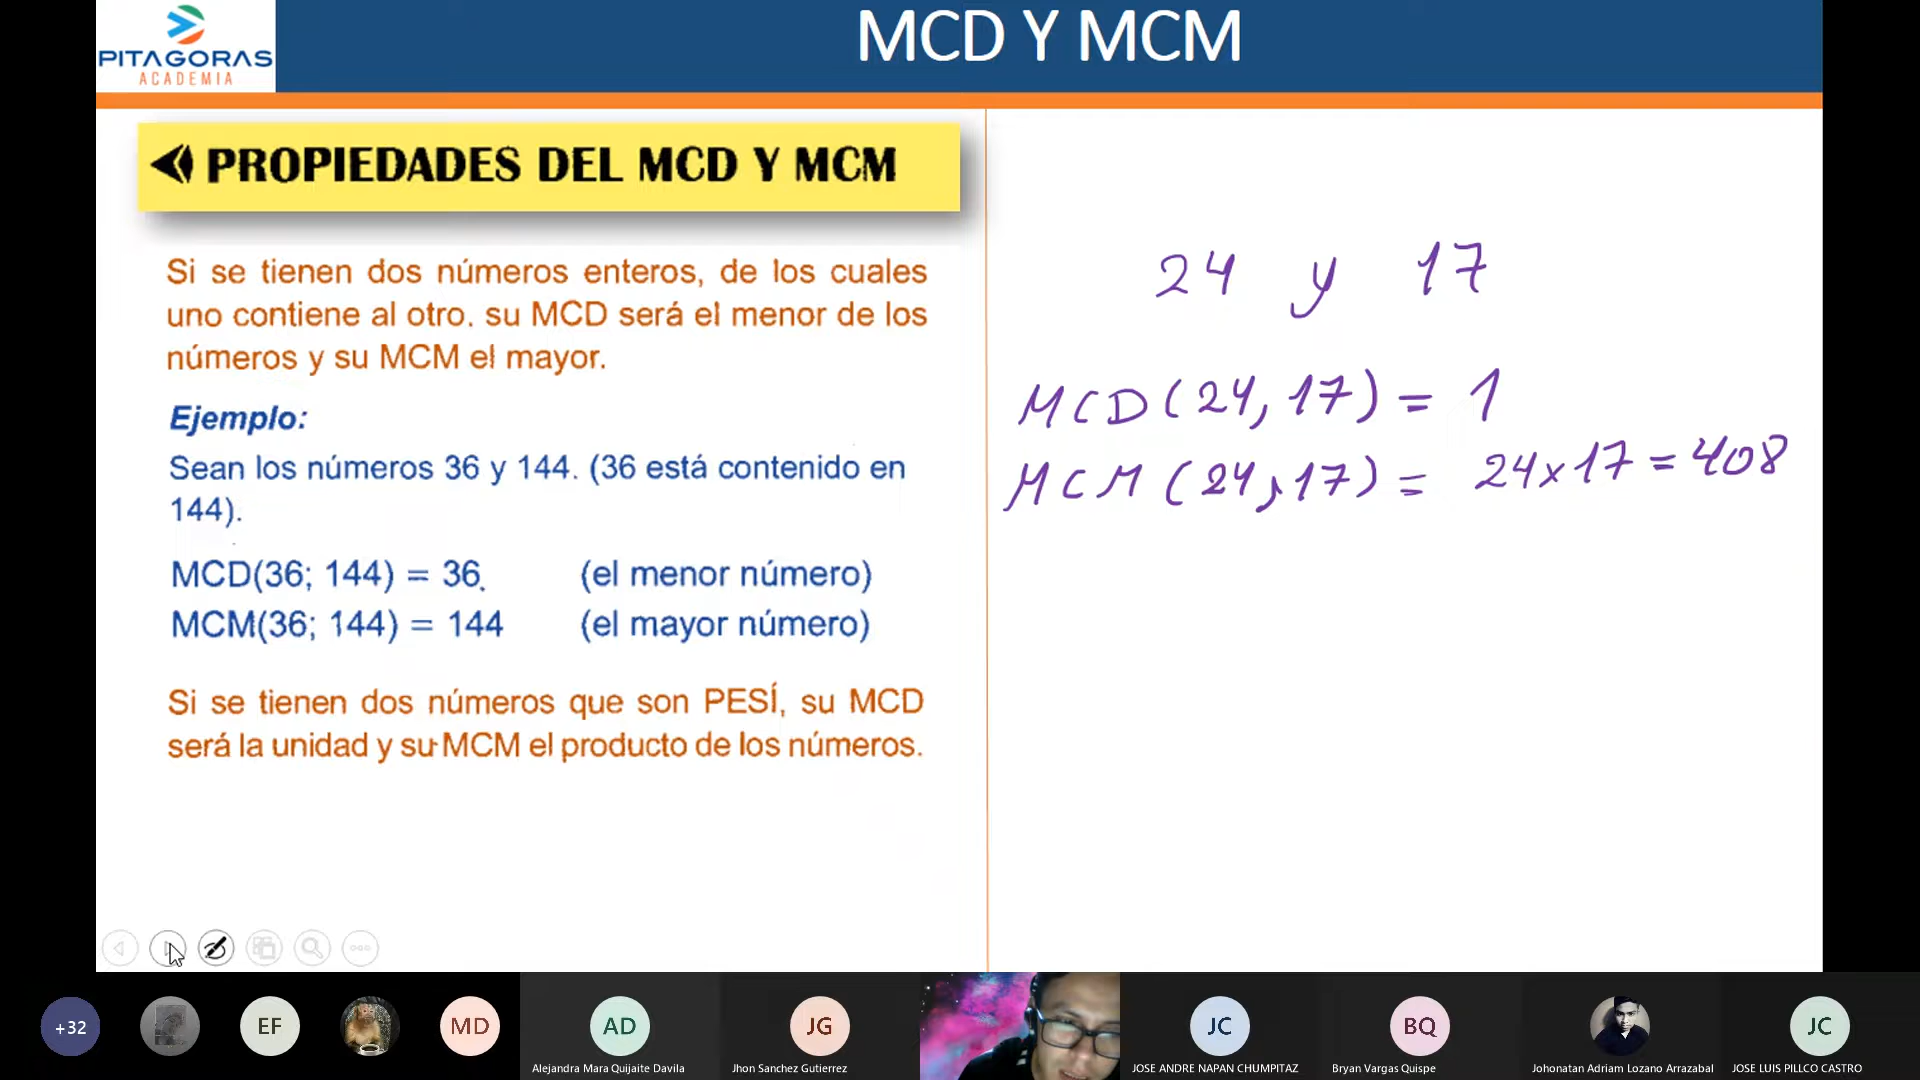 PITAGORAS
ACADEMIA
MCD Y MCM
PROPIEDADES DEL MCD Y MCM
Si se tienen dos números enteros, de los cuales
uno contiene al otro. su MCD será el menor de los
números y su MCM el mayor.
Ejemplo:
Sean los números 36 y 144. (36 está contenido en
144).
MCD(36; 144) = 36. (el menor número)
MCM(36; 144) = 144 (el mayor número)
Si se tienen dos números que son PESÍ, su MCD
será la unidad y su MCM el producto de los números.
24 y 17
MCD(24, 17) = 1
MCM(24, 17) = 24x17 = 408
+32
EF
MD
AD
Alejandra Mara Quijaite Davila
JG
Jhon Sanchez Gutierrez
JC
JOSE ANDRE NAPAN CHUMPITAZ
BQ
Bryan Vargas Quispe
Johonatan Adriam Lozano Arrazabal
JC
JOSE LUIS PILLCO CASTRO